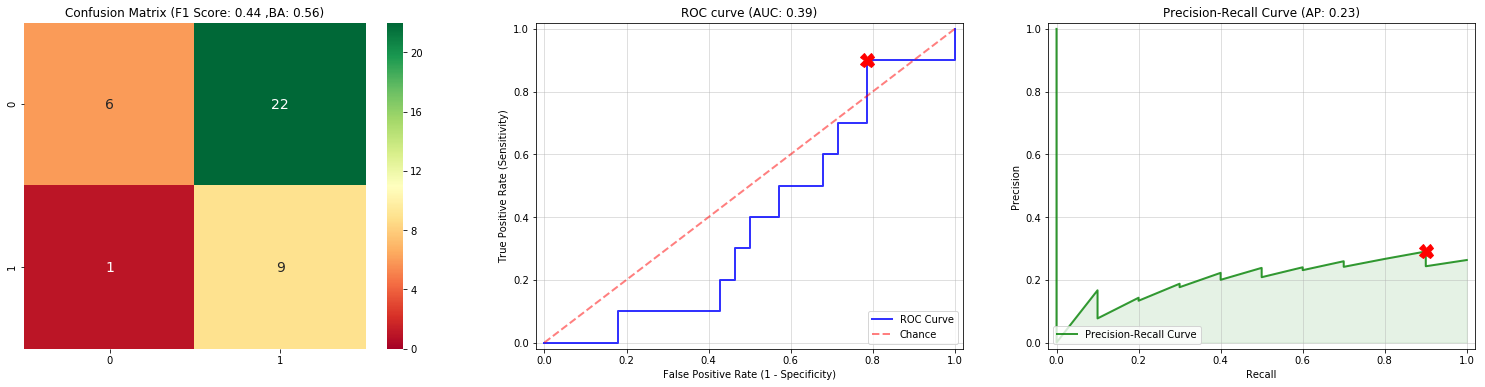 Confusion Matrix (F1 Score: 0.44 ,BA: 0.56)
0
1
6
22
1
9
0
1
20
16
12
8
4
0
ROC curve (AUC: 0.39)
True Positive Rate (Sensitivity)
1.0
0.8
0.6
0.4
0.2
0.0
ROC Curve
Chance
0.0 0.2 0.4 0.6 0.8 1.0
False Positive Rate (1 - Specificity)
Precision-Recall Curve (AP: 0.23)
Precision
1.0
0.8
0.6
0.4
0.2
0.0
Precision-Recall Curve
0.0 0.2 0.4 0.6 0.8 1.0
Recall